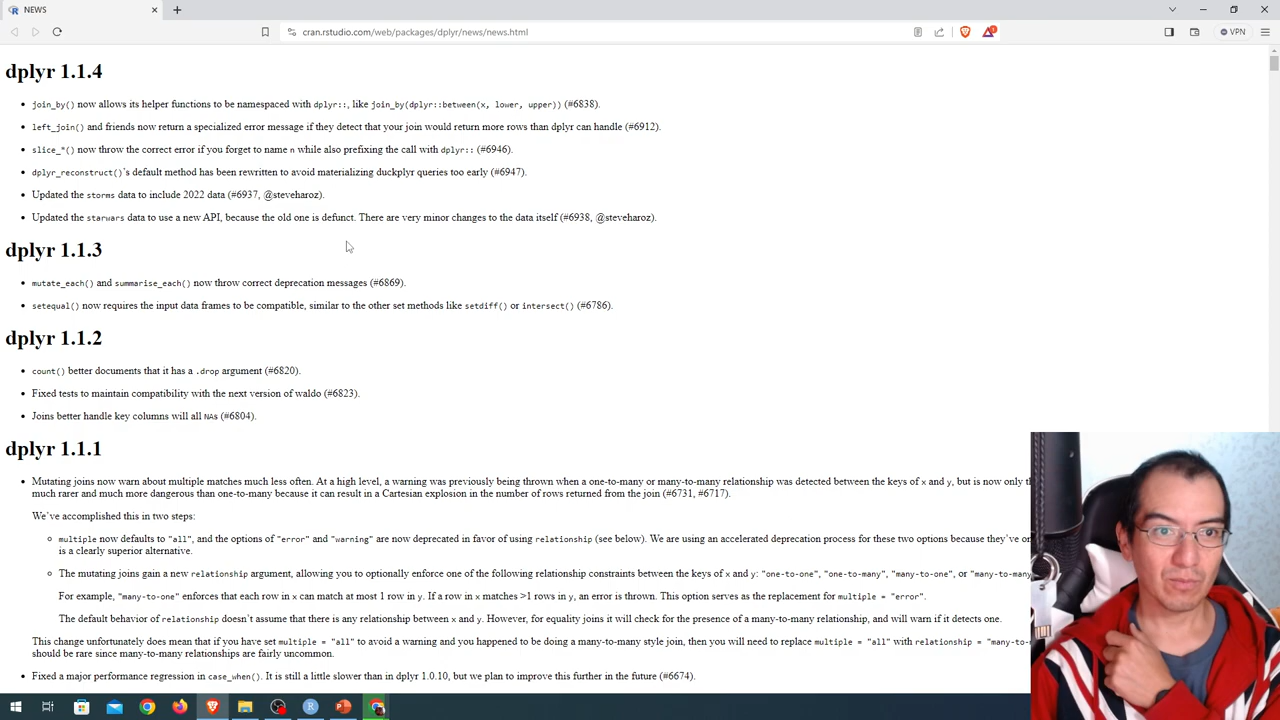 NEWS
cran.rstudio.com/web/packages/dplyr/news/news.html
VPN
dplyr 1.1.4
join_by() now allows its helper functions to be namespaced with dplyr::, like join_by(dplyr::between(x, lower, upper)) (#6838).
left_join() and friends now return a specialized error message if they detect that your join would return more rows than dplyr can handle (#6912).
slice_*() now throw the correct error if you forget to name n while also prefixing the call with dplyr:: (#6946).
dplyr_reconstruct()'s default method has been rewritten to avoid materializing duckplyr queries too early (#6947).
Updated the storms data to include 2022 data (#6937, @steveharoz).
Updated the starwars data to use a new API, because the old one is defunct. There are very minor changes to the data itself (#6938, @steveharoz).
dplyr 1.1.3
mutate_each() and summarise_each() now throw correct deprecation messages (#6869).
setequal() now requires the input data frames to be compatible, similar to the other set methods like setdiff() or intersect() (#6786).
dplyr 1.1.2
count() better documents that it has a .drop argument (#6820).
Fixed tests to maintain compatibility with the next version of waldo (#6823).
Joins better handle key columns will all NAs (#6804).
dplyr 1.1.1
Mutating joins now warn about multiple matches much less often. At a high level, a warning was previously being thrown when a one-to-many or many-to-many relationship was detected between the keys of x and y, but is now only th
much rarer and much more dangerous than one-to-many because it can result in a Cartesian explosion in the number of rows returned from the join (#6731, #6717).
We've accomplished this in two steps:
multiple now defaults to "all", and the options of "error" and "warning" are now deprecated in favor of using relationship (see below). We are using an accelerated deprecation process for these two options because they've on
is a clearly superior alternative.
The mutating joins gain a new relationship argument, allowing you to optionally enforce one of the following relationship constraints between the keys of x and y: "one-to-one", "one-to-many", "many-to-one", or "many-to-many
For example, "many-to-one" enforces that each row in x can match at most 1 row in y. If a row in x matches >1 rows in y, an error is thrown. This option serves as the replacement for multiple = "error".
The default behavior of relationship doesn't assume that there is any relationship between x and y. However, for equality joins it will check for the presence of a many-to-many relationship, and will warn if it detects one.
This change unfortunately does mean that if you have set multiple = "all" to avoid a warning and you happened to be doing a many-to-many style join, then you will need to replace multiple = "all" with relationship = "many-to-
should be rare since many-to-many relationships are fairly uncommon.
Fixed a major performance regression in case_when(). It is still a little slower than in dplyr 1.0.10, but we plan to improve this further in the future (#6674).